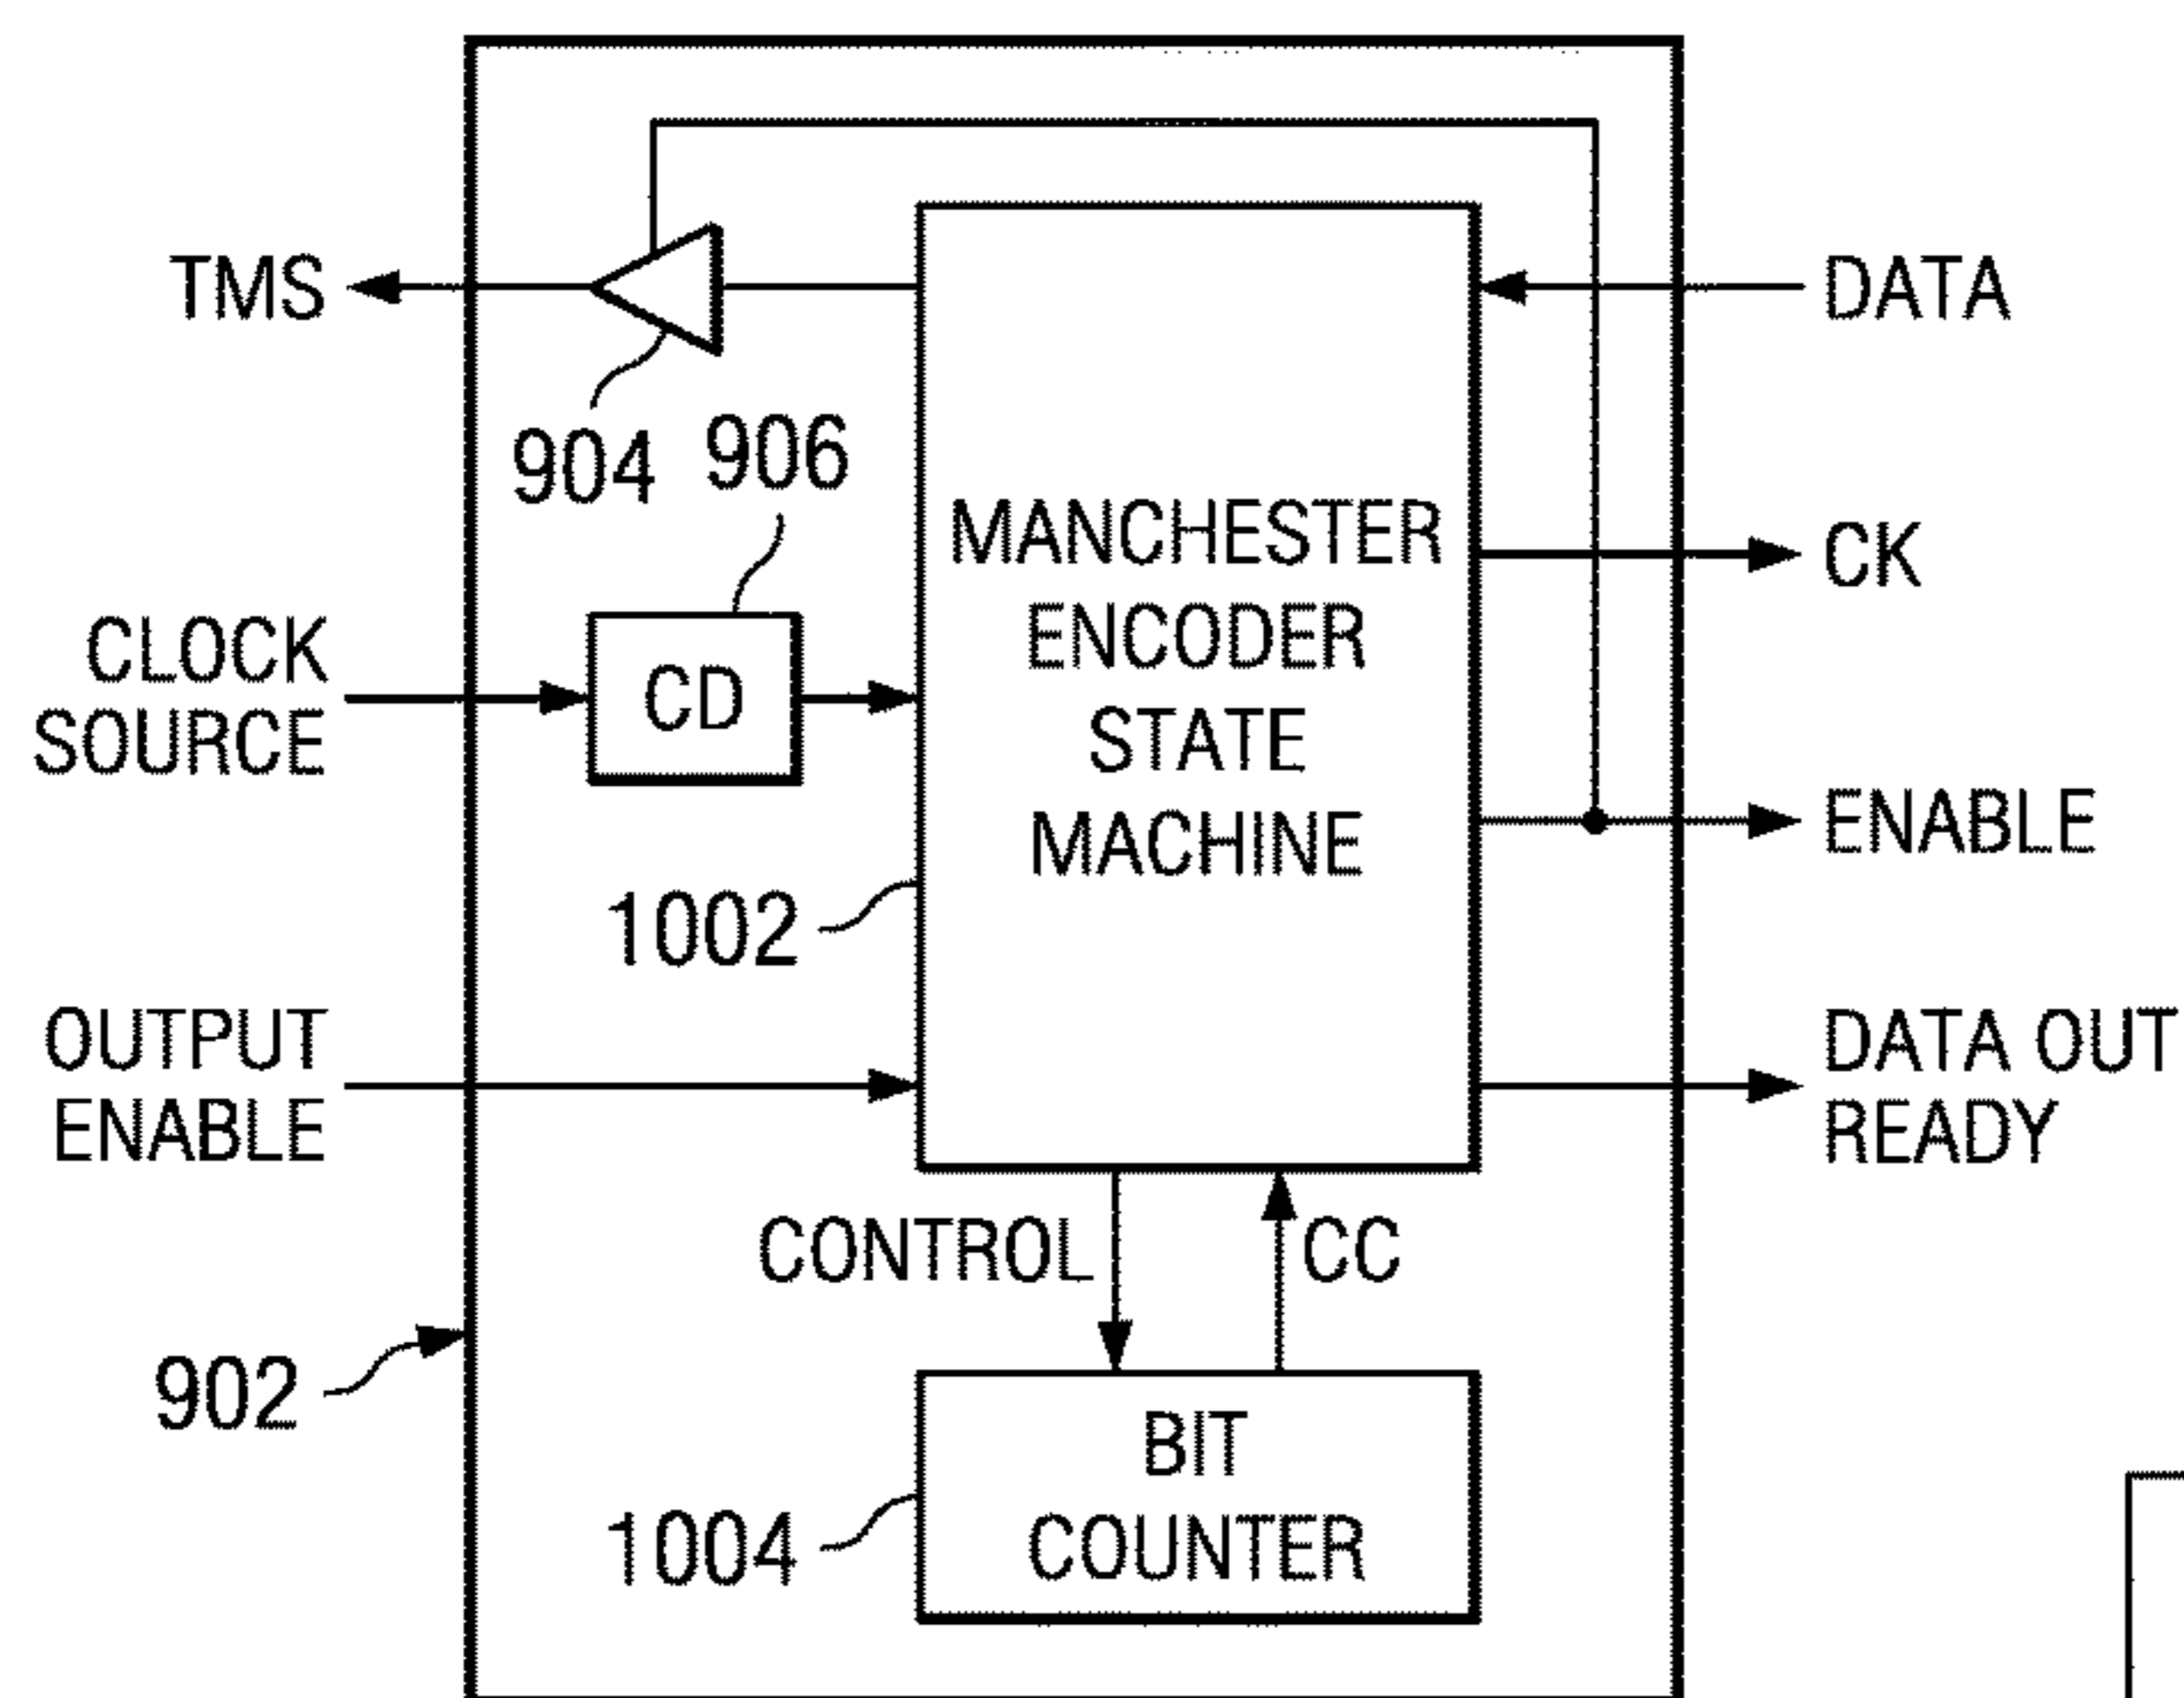 TMS
DATA
904
906
MANCHESTER
ENCODER
STATE
MACHINE
CK
CLOCK
SOURCE
CD
ENABLE
1002
OUTPUT
ENABLE
DATA OUT
READY
CONTROL
CC
902
BIT
COUNTER
1004